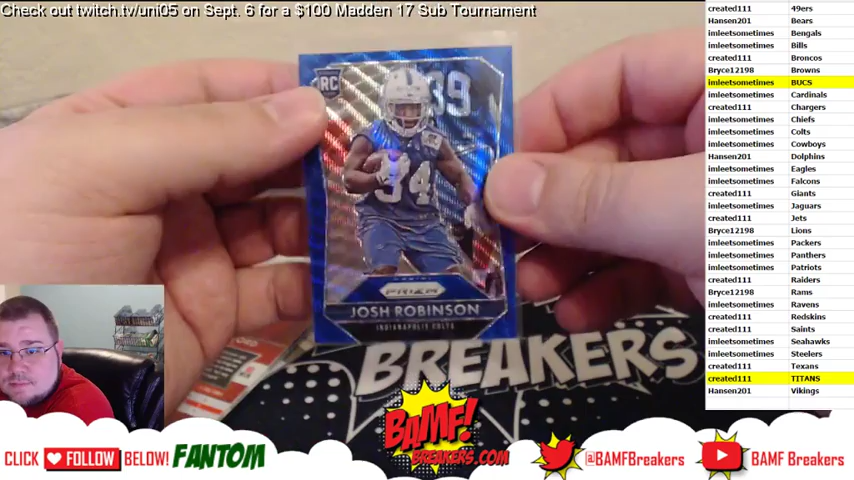 Check out twitch.tv/uni05 on Sept. 6 for a $100 Madden 17 Sub Tournament
RC
39
34
PRIZM
JOSH ROBINSON
INDIANAPOLIS COLTS
BREAKERS
created111 49ers
Hansen201 Bears
imleetsometimes Bengals
imleetsometimes Bills
created111 Broncos
Bryce12198 Browns
imleetsometimes BUCS
imleetsometimes Cardinals
created111 Chargers
imleetsometimes Chiefs
imleetsometimes Colts
imleetsometimes Cowboys
Hansen201 Dolphins
imleetsometimes Eagles
imleetsometimes Falcons
created111 Giants
imleetsometimes Jaguars
created111 Jets
Bryce12198 Lions
imleetsometimes Packers
imleetsometimes Panthers
imleetsometimes Patriots
created111 Raiders
Bryce12198 Rams
imleetsometimes Ravens
created111 Redskins
created111 Saints
imleetsometimes Seahawks
imleetsometimes Steelers
created111 Texans
created111 TITANS
Hansen201 Vikings
CLICK FOLLOW BELOW! FANTOM
BAMF!
BREAKERS.COM
@BAMFBreakers
BAMF Breakers